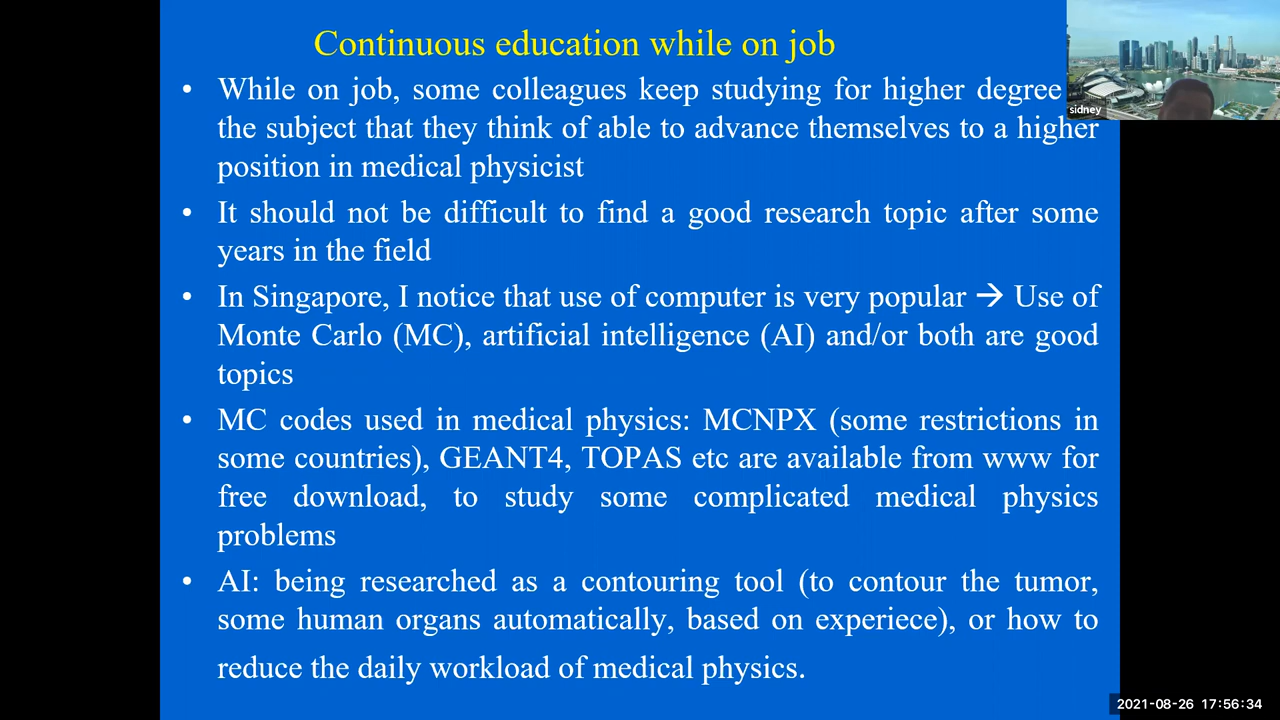 Continuous education while on job
• While on job, some colleagues keep studying for higher degree
the subject that they think of able to advance themselves to a higher
position in medical physicist
• It should not be difficult to find a good research topic after some
years in the field
• In Singapore, I notice that use of computer is very popular → Use of
Monte Carlo (MC), artificial intelligence (AI) and/or both are good
topics
• MC codes used in medical physics: MCNPX (some restrictions in
some countries), GEANT4, TOPAS etc are available from www for
free download, to study some complicated medical physics
problems
• AI: being researched as a contouring tool (to contour the tumor,
some human organs automatically, based on experiece), or how to
reduce the daily workload of medical physics.
sidney
2021-08-26 17:56:34